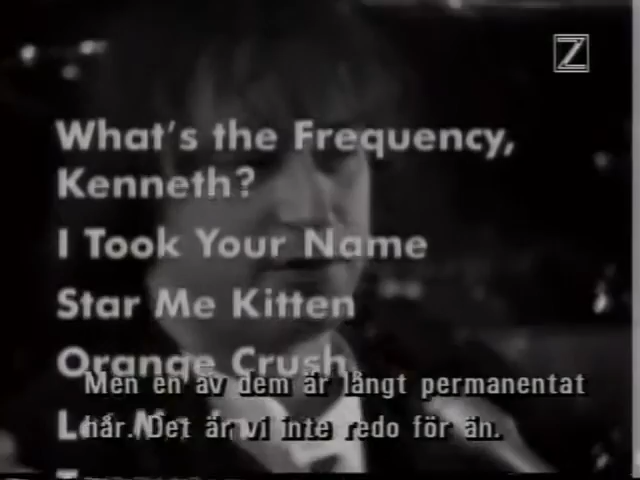 Z
What's the Frequency,
Kenneth?
I Took Your Name
Star Me Kitten
Orange Crush
Men en av dem är långt permanentat
hår. Det är vi inte redo för än.